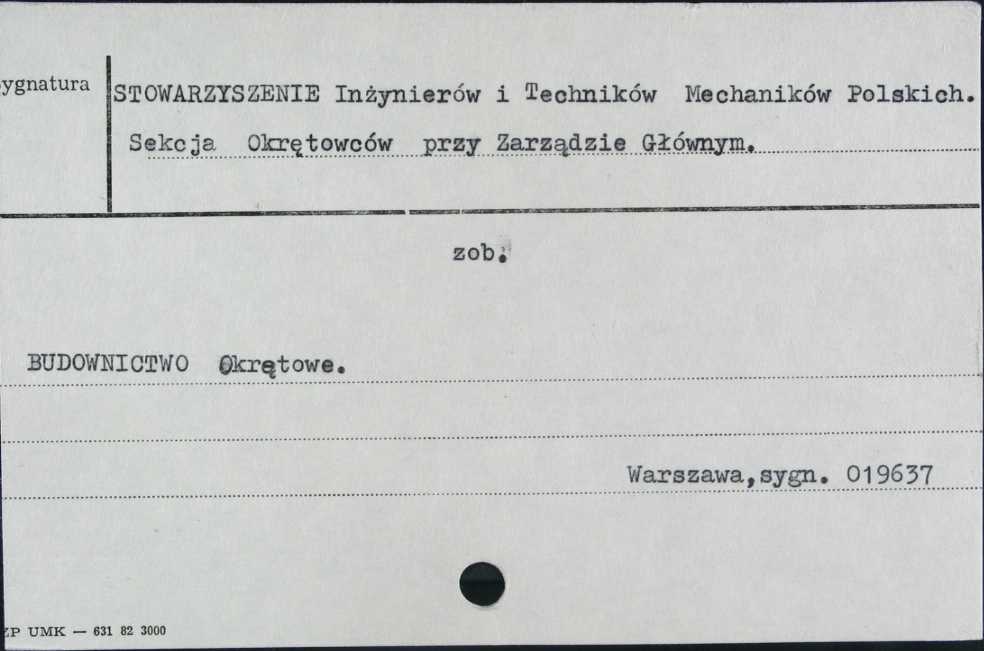 ygnatura
STOWARZYSZENIE Inżynierów i Techników Mechaników Polskich.
Sekcja Okrętowców przy Zarządzie Głównym.
zob.
BUDOWNICTWO Okrętowe.
Warszawa,sygn. 019637
ZP UMK — 631 82 3000